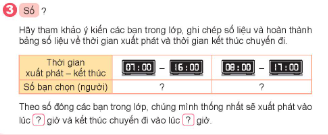 3 Số ?
Hãy tham khảo ý kiến các bạn trong lớp, ghi chép số liệu và hoàn thành
bảng số liệu về thời gian xuất phát và thời gian kết thúc chuyến đi.
Thời gian
xuất phát – kết thúc 07:00 – 16:00 08:00 – 17:00
Số bạn chọn (người) ? ?
Theo số đông các bạn trong lớp, chúng mình thống nhất sẽ xuất phát vào
lúc ? giờ và kết thúc chuyến đi vào lúc ? giờ.